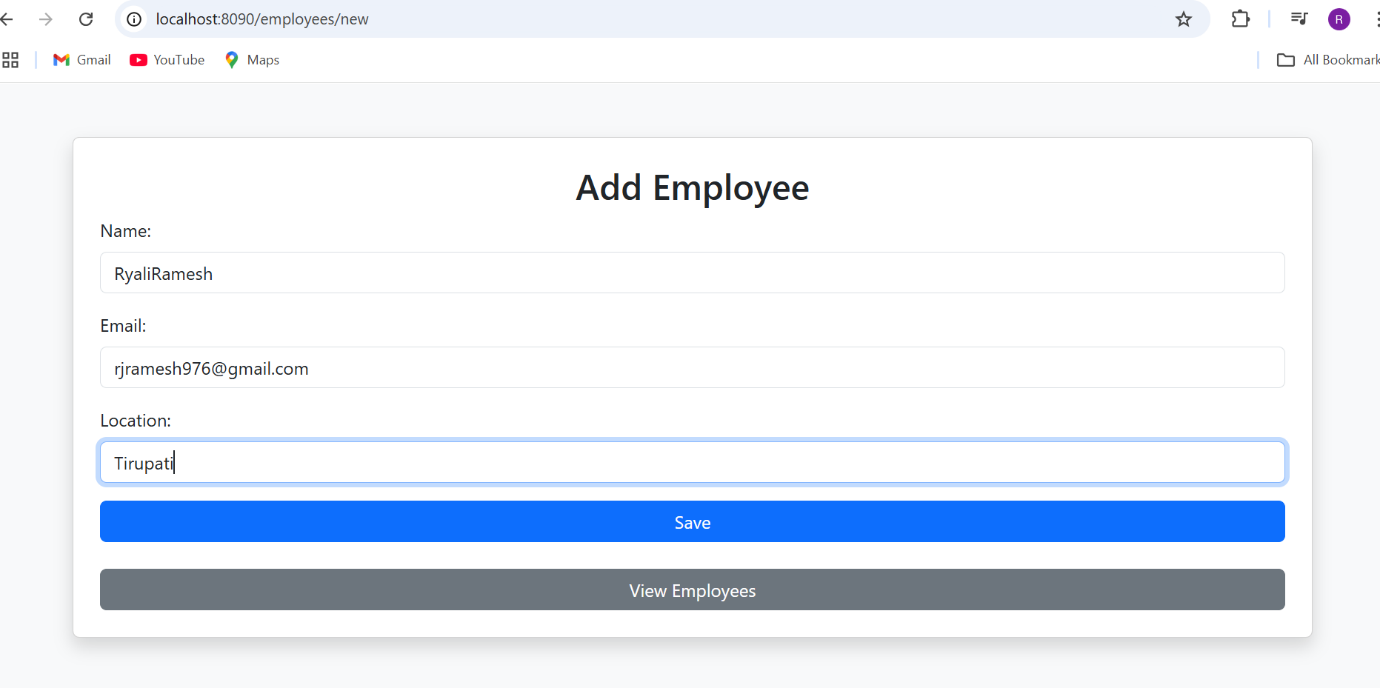 localhost:8090/employees/new
R
Gmail YouTube Maps All Bookmark
Add Employee
Name:
RyaliRamesh
Email:
rjramesh976@gmail.com
Location:
Tirupati
Save
View Employees